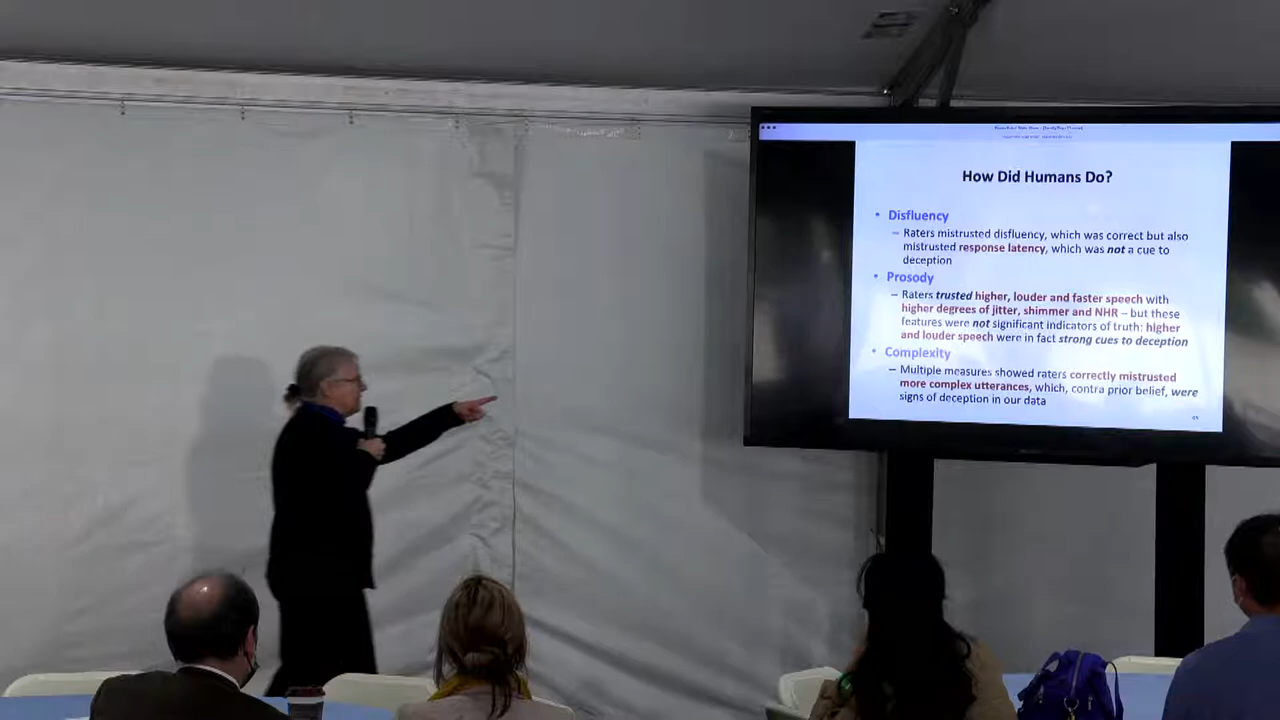 How Did Humans Do?
• Disfluency
– Raters mistrusted disfluency, which was correct but also
mistrusted response latency, which was not a cue to
deception
• Prosody
– Raters trusted higher, louder and faster speech with
higher degrees of jitter, shimmer and NHR – but these
features were not significant indicators of truth: higher
and louder speech were in fact strong cues to deception
• Complexity
– Multiple measures showed raters correctly mistrusted
more complex utterances, which, contra prior belief, were
signs of deception in our data